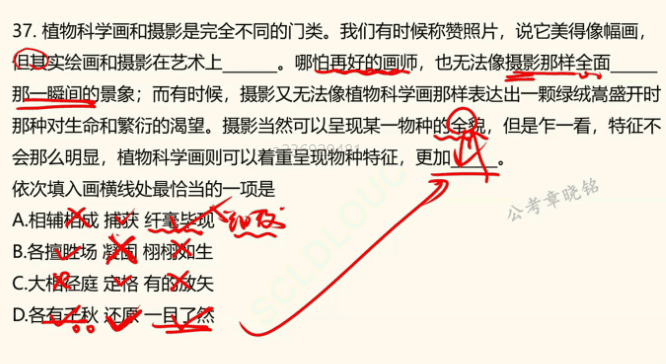 37. 植物科学画和摄影是完全不同的门类。我们有时候称赞照片，说它美得像幅画，
但其实绘画和摄影在艺术上______。哪怕再好的画师，也无法像摄影那样全面______
那一瞬间的景象；而有时候，摄影又无法像植物科学画那样表达出一颗绿绒蒿盛开时
那种对生命和繁衍的渴望。摄影当然可以呈现某一物种的全貌，但是乍一看，特征不
会那么明显，植物科学画则可以着重呈现物种特征，更加______。
依次填入画横线处最恰当的一项是
A.相辅相成 捕获 纤毫毕现
B.各擅胜场 凝固 栩栩如生
C.大相径庭 定格 有的放矢
D.各有千秋 还原 一目了然
公考章晓铭